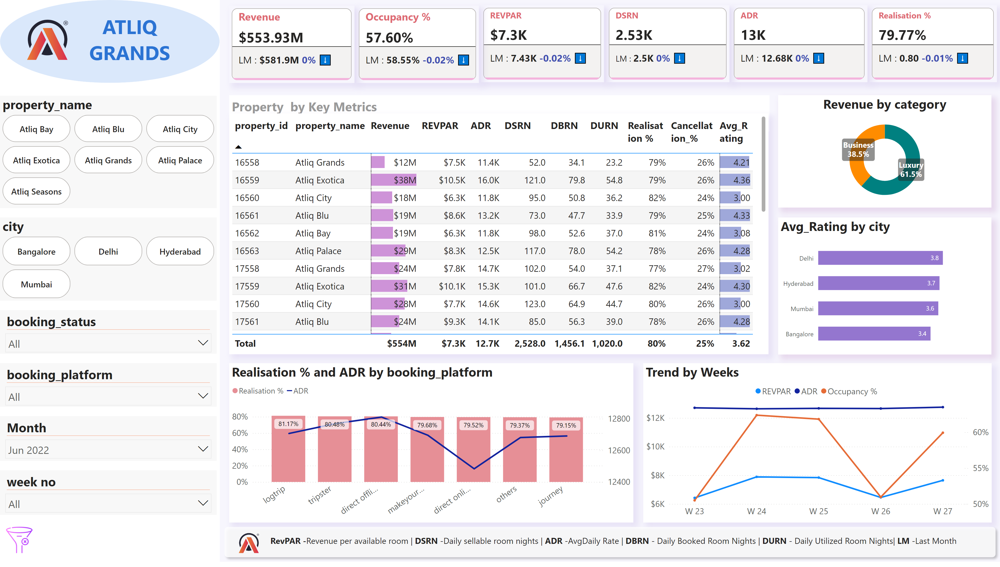 ATLIQ
GRANDS
®
Revenue
$553.93M
LM : $581.9M 0% ↓
Occupancy %
57.60%
LM : 58.55% -0.02% ↓
REVPAR
$7.3K
LM : 7.43K -0.02% ↓
DSRN
2.53K
LM : 2.5K 0% ↓
ADR
13K
LM : 12.68K 0% ↓
Realisation %
79.77%
LM : 0.80 -0.01% ↓
property_name
Atliq Bay Atliq Blu Atliq City
Atliq Exotica Atliq Grands Atliq Palace
Atliq Seasons
city
Bangalore Delhi Hyderabad
Mumbai
booking_status
All
booking_platform
All
Month
Jun 2022
week no
All
Property by Key Metrics
property_id property_name Revenue REVPAR ADR DSRN DBRN DURN Realisat Cancellat Avg_R
ion % ion_% ating
16558 Atliq Grands $12M $7.5K 11.4K 52.0 34.1 23.2 79% 26% 4.21
16559 Atliq Exotica $38M $10.5K 16.0K 121.0 79.8 54.8 79% 26% 4.36
16560 Atliq City $18M $6.3K 11.8K 95.0 50.8 36.2 82% 24% 3.00
16561 Atliq Blu $19M $8.6K 13.2K 73.0 47.7 33.9 79% 25% 4.33
16562 Atliq Bay $19M $6.3K 11.8K 98.0 52.6 37.0 81% 24% 3.08
16563 Atliq Palace $29M $8.3K 12.5K 117.0 78.0 54.2 78% 26% 4.28
17558 Atliq Grands $24M $7.8K 14.7K 102.0 54.0 37.1 77% 27% 3.02
17559 Atliq Exotica $31M $10.1K 15.3K 101.0 66.7 47.6 82% 24% 4.30
17560 Atliq City $28M $7.7K 14.6K 123.0 64.9 44.7 80% 26% 3.00
17561 Atliq Blu $24M $9.3K 14.1K 85.0 56.3 39.0 78% 26% 4.28
Total $554M $7.3K 12.7K 2,528.0 1,456.1 1,020.0 80% 25% 3.62
Revenue by category
Business
38.5%
Luxury
61.5%
Avg_Rating by city
Delhi 3.8
Hyderabad 3.7
Mumbai 3.6
Bangalore 3.4
Realisation % and ADR by booking_platform
Realisation % ADR
80% 12800
60%
40% 12600
20%
0% 12400
81.17% 80.48% 80.44% 79.68% 79.52% 79.37% 79.15%
logtrip tripster direct offli... makeyour... direct onli... others journey
Trend by Weeks
REVPAR ADR Occupancy %
$12K
60%
$10K
55%
$8K
$6K 50%
W 23 W 24 W 25 W 26 W 27
®
RevPAR -Revenue per available room | DSRN -Daily sellable room nights | ADR -AvgDaily Rate | DBRN - Daily Booked Room Nights | DURN - Daily Utilized Room Nights| LM -Last Month